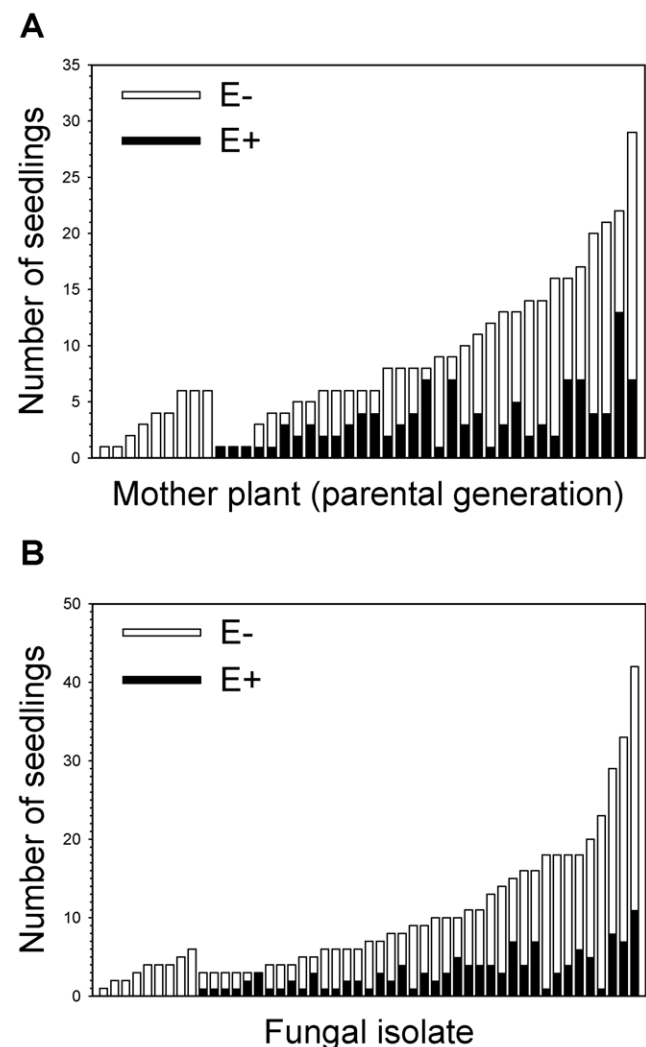 A
35
30
25
20
15
10
5
0
Number of seedlings
E-
E+
Mother plant (parental generation)
B
50
40
30
20
10
0
Number of seedlings
E-
E+
Fungal isolate